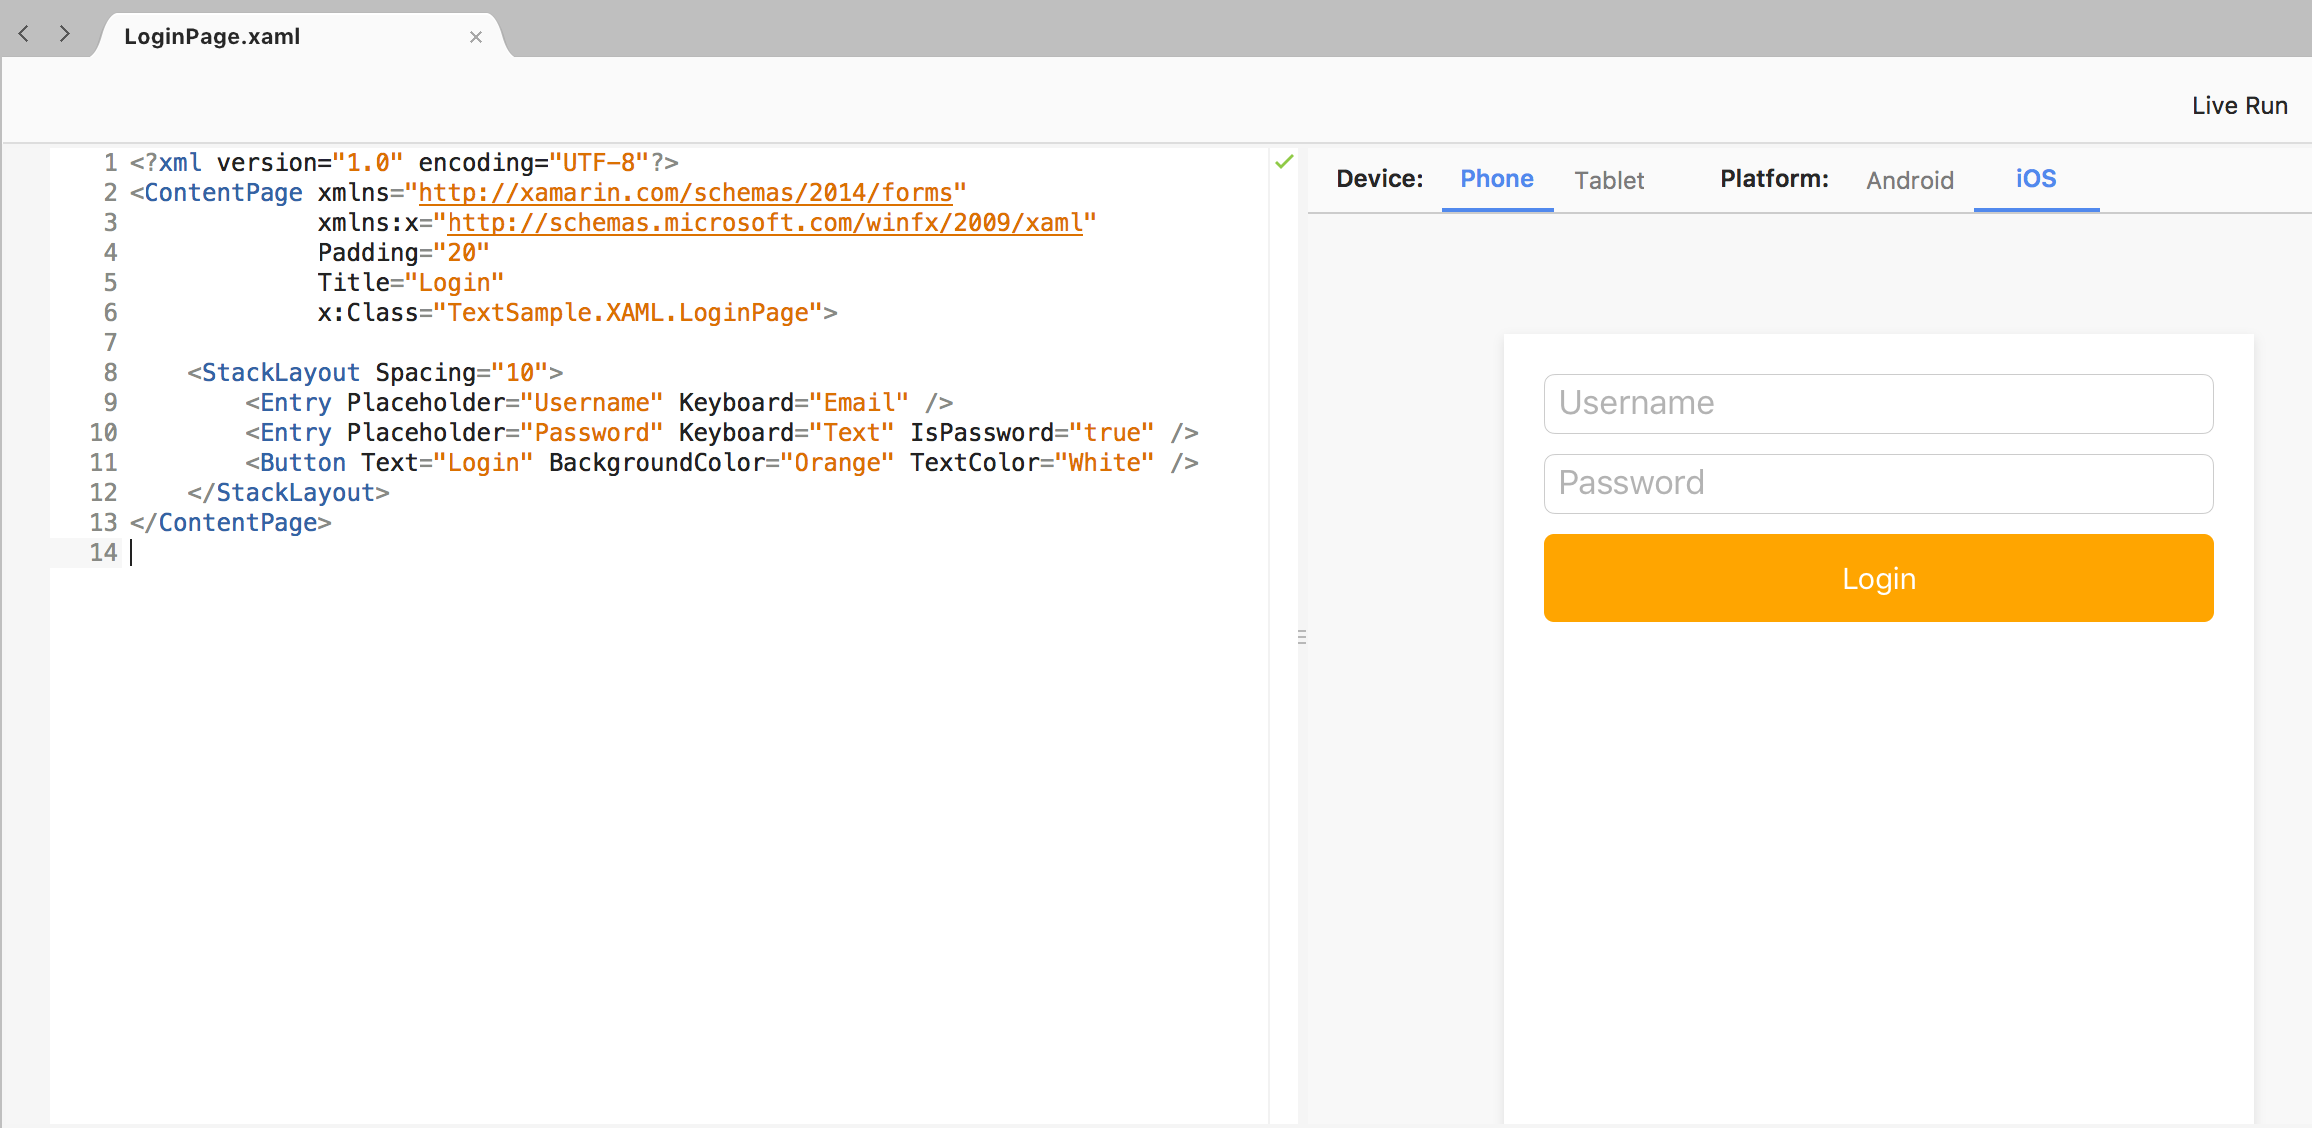 LoginPage.xaml ×
Live Run
1 <?xml version="1.0" encoding="UTF-8"?>
2 <ContentPage xmlns="http://xamarin.com/schemas/2014/forms"
3              xmlns:x="http://schemas.microsoft.com/winfx/2009/xaml"
4              Padding="20"
5              Title="Login"
6              x:Class="TextSample.XAML.LoginPage">
7
8     <StackLayout Spacing="10">
9         <Entry Placeholder="Username" Keyboard="Email" />
10         <Entry Placeholder="Password" Keyboard="Text" IsPassword="true" />
11         <Button Text="Login" BackgroundColor="Orange" TextColor="White" />
12     </StackLayout>
13 </ContentPage>
14
Device: Phone Tablet Platform: Android iOS
Username
Password
Login